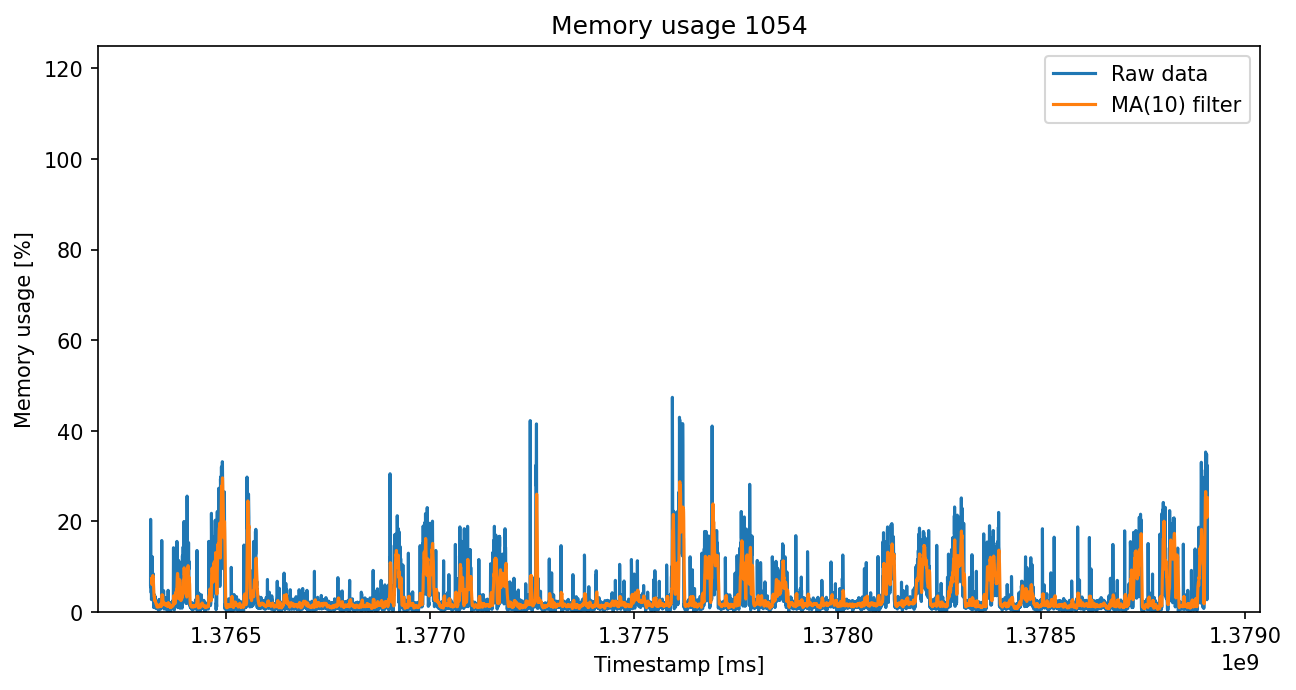 Memory usage 1054
Raw data
MA(10) filter
Memory usage [%]
120
100
80
60
40
20
0
1.3765 1.3770 1.3775 1.3780 1.3785 1.3790
1e9
Timestamp [ms]